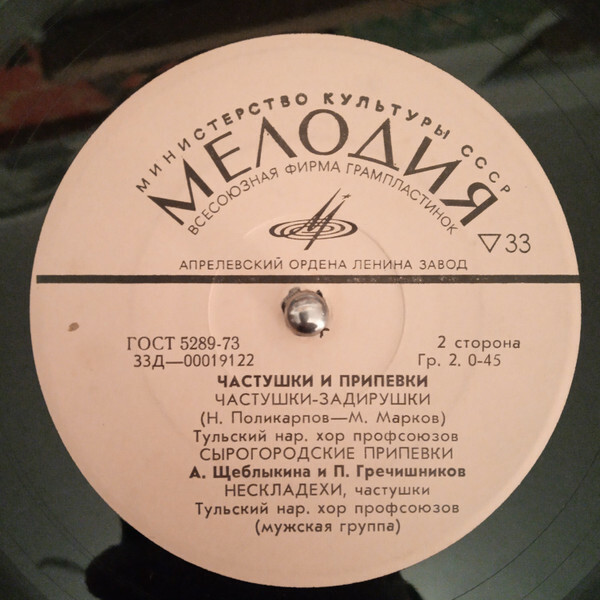 МИНИСТЕРСТВО КУЛЬТУРЫ СССР
МЕЛОДИЯ
ВСЕСОЮЗНАЯ ФИРМА ГРАМПЛАСТИНОК
▽33
АПРЕЛЕВСКИЙ ОРДЕНА ЛЕНИНА ЗАВОД
ГОСТ 5289-73 2 сторона
33Д—00019122 Гр. 2. 0-45
ЧАСТУШКИ И ПРИПЕВКИ
ЧАСТУШКИ-ЗАДИРУШКИ
(Н. Поликарпов—М. Марков)
Тульский нар. хор профсоюзов
СЫРОГОРОДСКИЕ ПРИПЕВКИ
А. Щеблыкина и П. Гречишников
НЕСКЛАДЕХИ, частушки
Тульский нар. хор профсоюзов
(мужская группа)